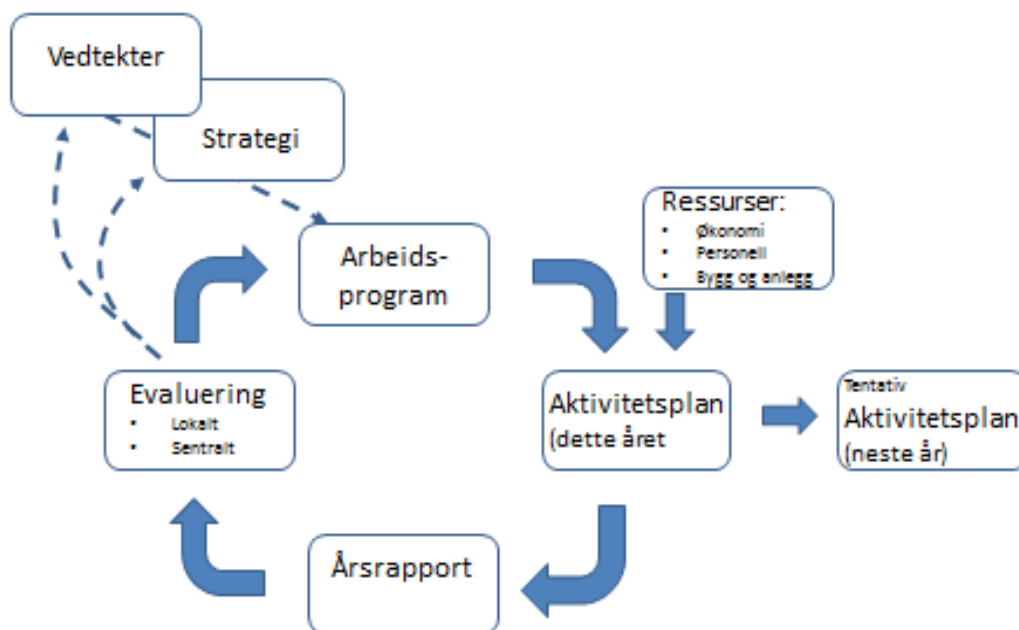 Vedtekter
Strategi
Arbeids-
program
Ressurser:
• Økonomi
• Personell
• Bygg og anlegg
Evaluering
• Lokalt
• Sentralt
Aktivitetsplan
(dette året
Tentativ
Aktivitetsplan
(neste år)
Årsrapport